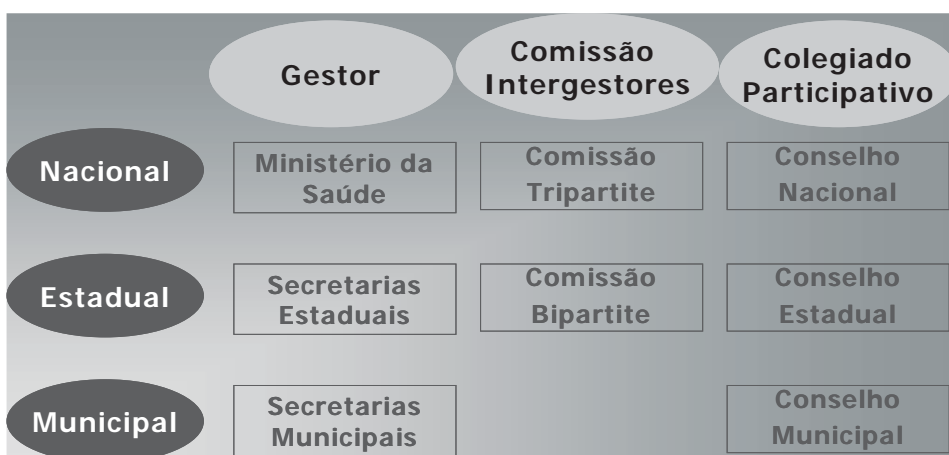 Gestor
Comissão
Intergestores
Colegiado
Participativo
Nacional
Ministério da
Saúde
Comissão
Tripartite
Conselho
Nacional
Estadual
Secretarias
Estaduais
Comissão
Bipartite
Conselho
Estadual
Municipal
Secretarias
Municipais
Conselho
Municipal